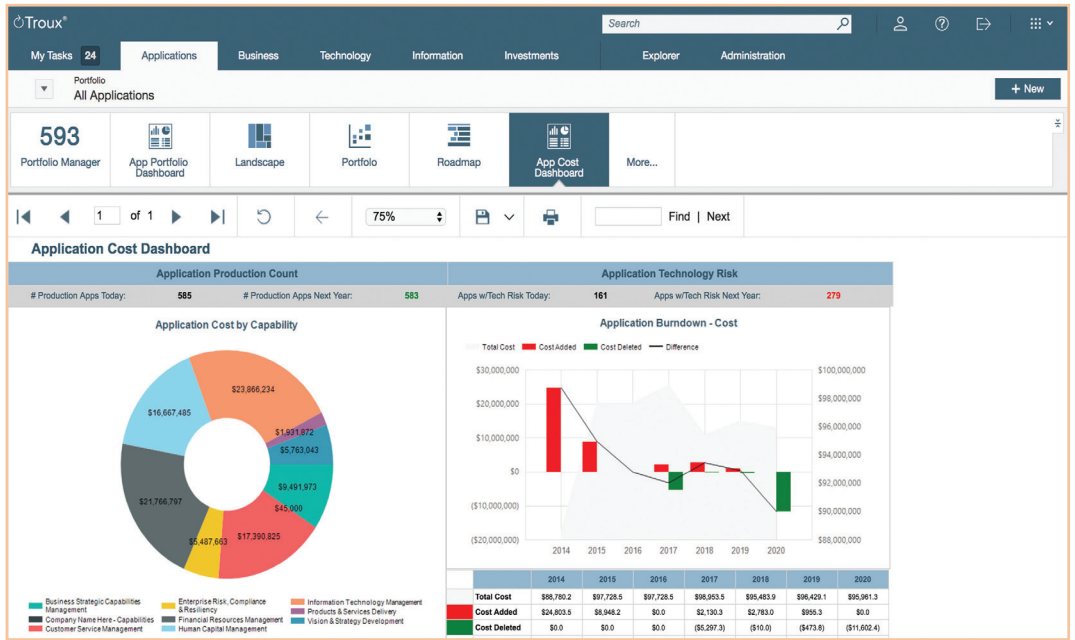 Troux®
Search
My Tasks 24 Applications Business Technology Information Investments Explorer Administration
Portfolio
All Applications
+ New
593
Portfolio Manager
App Portfolio
Dashboard
Landscape
Portfolo
Roadmap
App Cost
Dashboard
More...
1 of 1
75%
Find | Next
Application Cost Dashboard
Application Production Count
Application Technology Risk
# Production Apps Today: 585 # Production Apps Next Year: 583
Apps w/Tech Risk Today: 161 Apps w/Tech Risk Next Year: 279
Application Cost by Capability
$23,866,234
$16,667,485
$1,931,872
$5,763,043
$9,491,973
$45,000
$21,766,797
$17,390,825
$5,487,663
Business Strategic Capabilities
Management
Company Name Here - Capabilities
Customer Service Management
Enterprise Risk, Compliance
& Resiliency
Financial Resources Management
Human Capital Management
Information Technology Management
Products & Services Delivery
Vision & Strategy Development
Application Burndown - Cost
Total Cost Cost Added Cost Deleted Difference
$30,000,000
$20,000,000
$10,000,000
$0
($10,000,000)
($20,000,000)
$100,000,000
$98,000,000
$96,000,000
$94,000,000
$92,000,000
$90,000,000
$88,000,000
2014 2015 2016 2017 2018 2019 2020
2014 2015 2016 2017 2018 2019 2020
Total Cost $88,780.2 $97,728.5 $97,728.5 $98,953.5 $95,483.9 $96,429.1 $95,961.3
Cost Added $24,803.5 $8,948.2 $0.0 $2,130.3 $2,783.0 $955.3 $0.0
Cost Deleted $0.0 $0.0 $0.0 ($5,297.3) ($10.0) ($473.8) ($11,602.4)